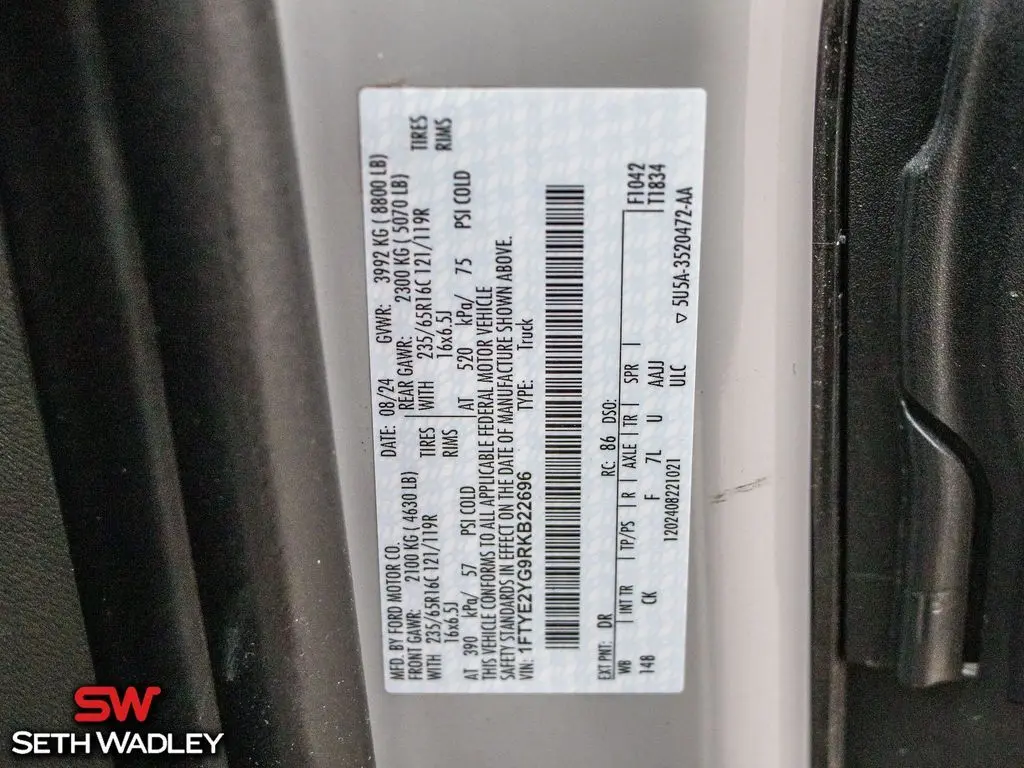 MFD. BY FORD MOTOR CO.
DATE: 08/24 GVWR: 3992 KG ( 8800 LB)
FRONT GAWR: 2100 KG ( 4630 LB)
REAR GAWR: 2300 KG ( 5070 LB)
WITH 235/65R16C 121/119R TIRES
WITH 235/65R16C 121/119R TIRES
16x6.5J RIMS
16x6.5J RIMS
AT 390 kPa/ 57 PSI COLD
AT 520 kPa/ 75 PSI COLD
THIS VEHICLE CONFORMS TO ALL APPLICABLE FEDERAL MOTOR VEHICLE
SAFETY STANDARDS IN EFFECT ON THE DATE OF MANUFACTURE SHOWN ABOVE.
VIN: 1FTYE2YG9RKB22696 TYPE: Truck
EXT PNT: DR RC: 86 DSO: F1042
WB INT TR TP/PS R AXLE TR SPR T1834
148 CK F 7L U AAJ
1202408221021 ULC ▽ 5U5A-3520472-AA
SW
SETH WADLEY